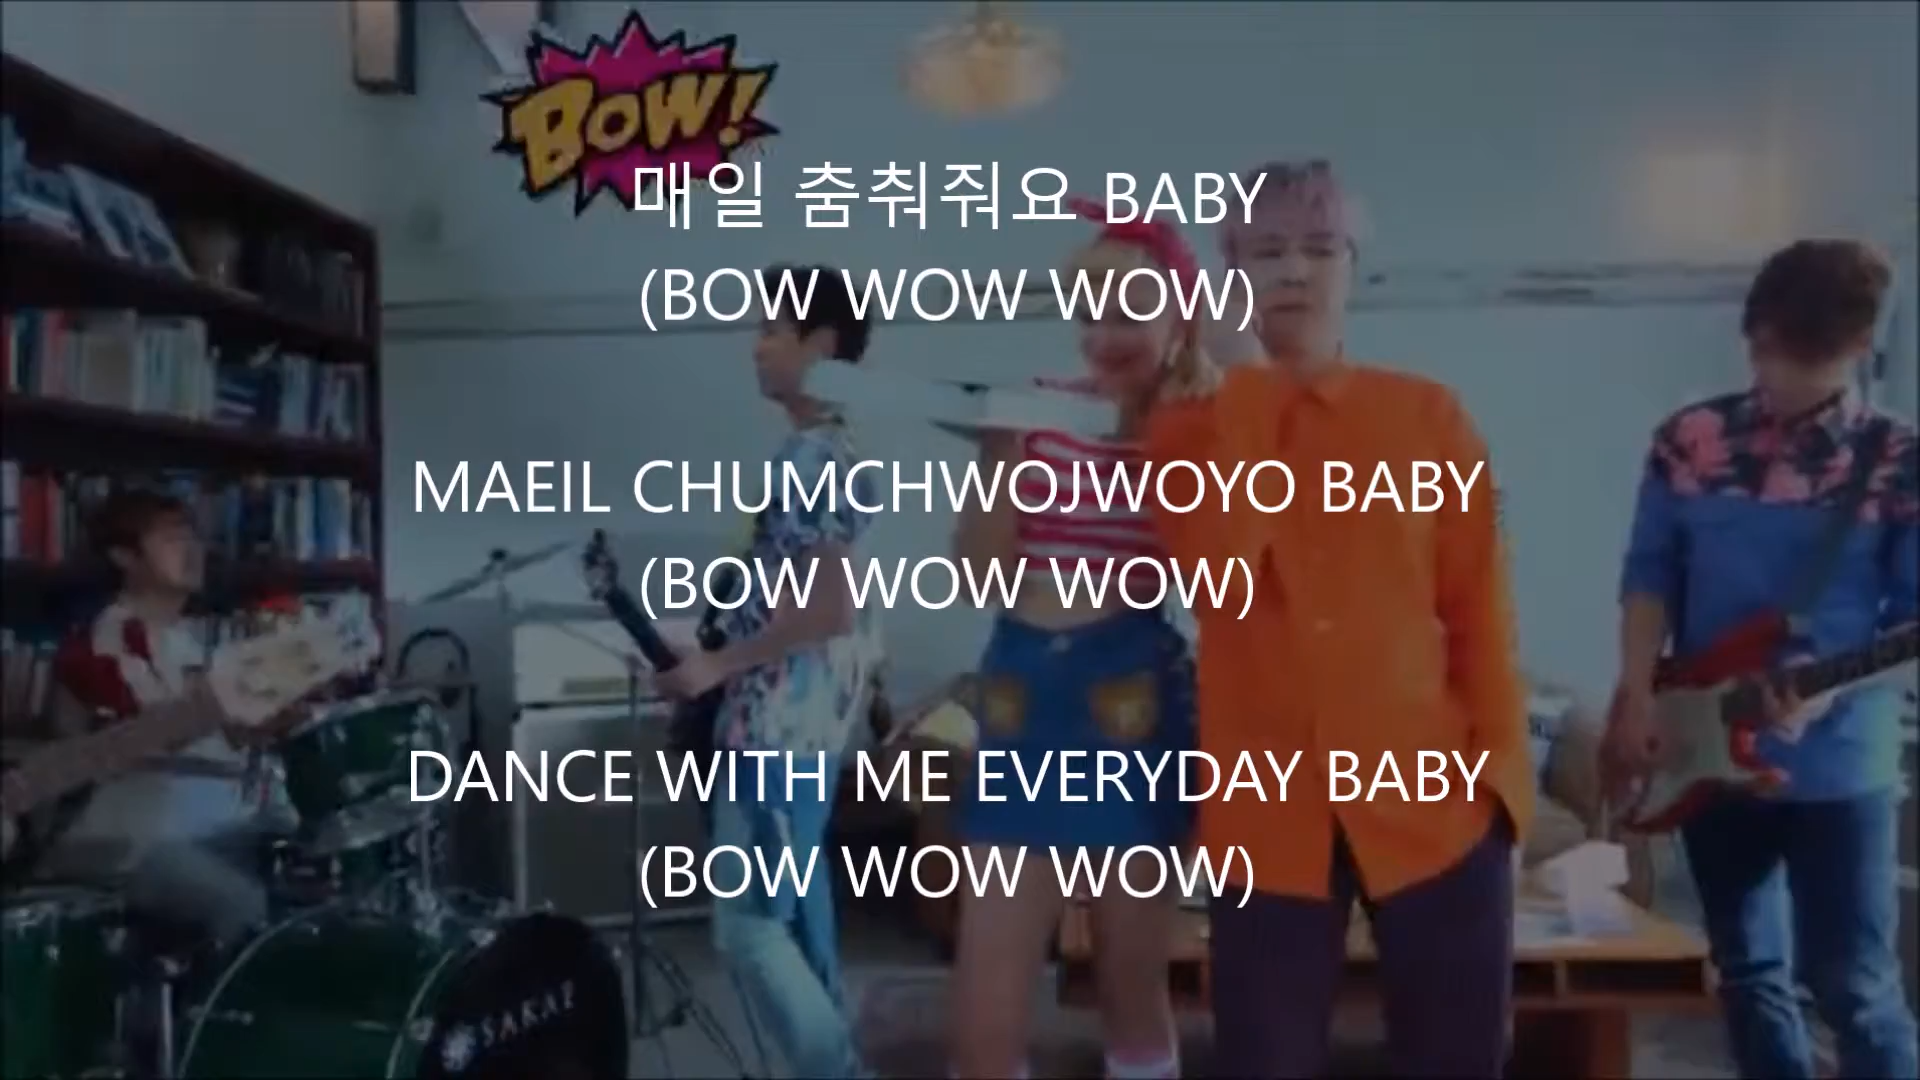 BOW!
매일 춤춰줘요 BABY
(BOW WOW WOW)
MAEIL CHUMCHWOJWOYO BABY
(BOW WOW WOW)
DANCE WITH ME EVERYDAY BABY
(BOW WOW WOW)
SAKAE